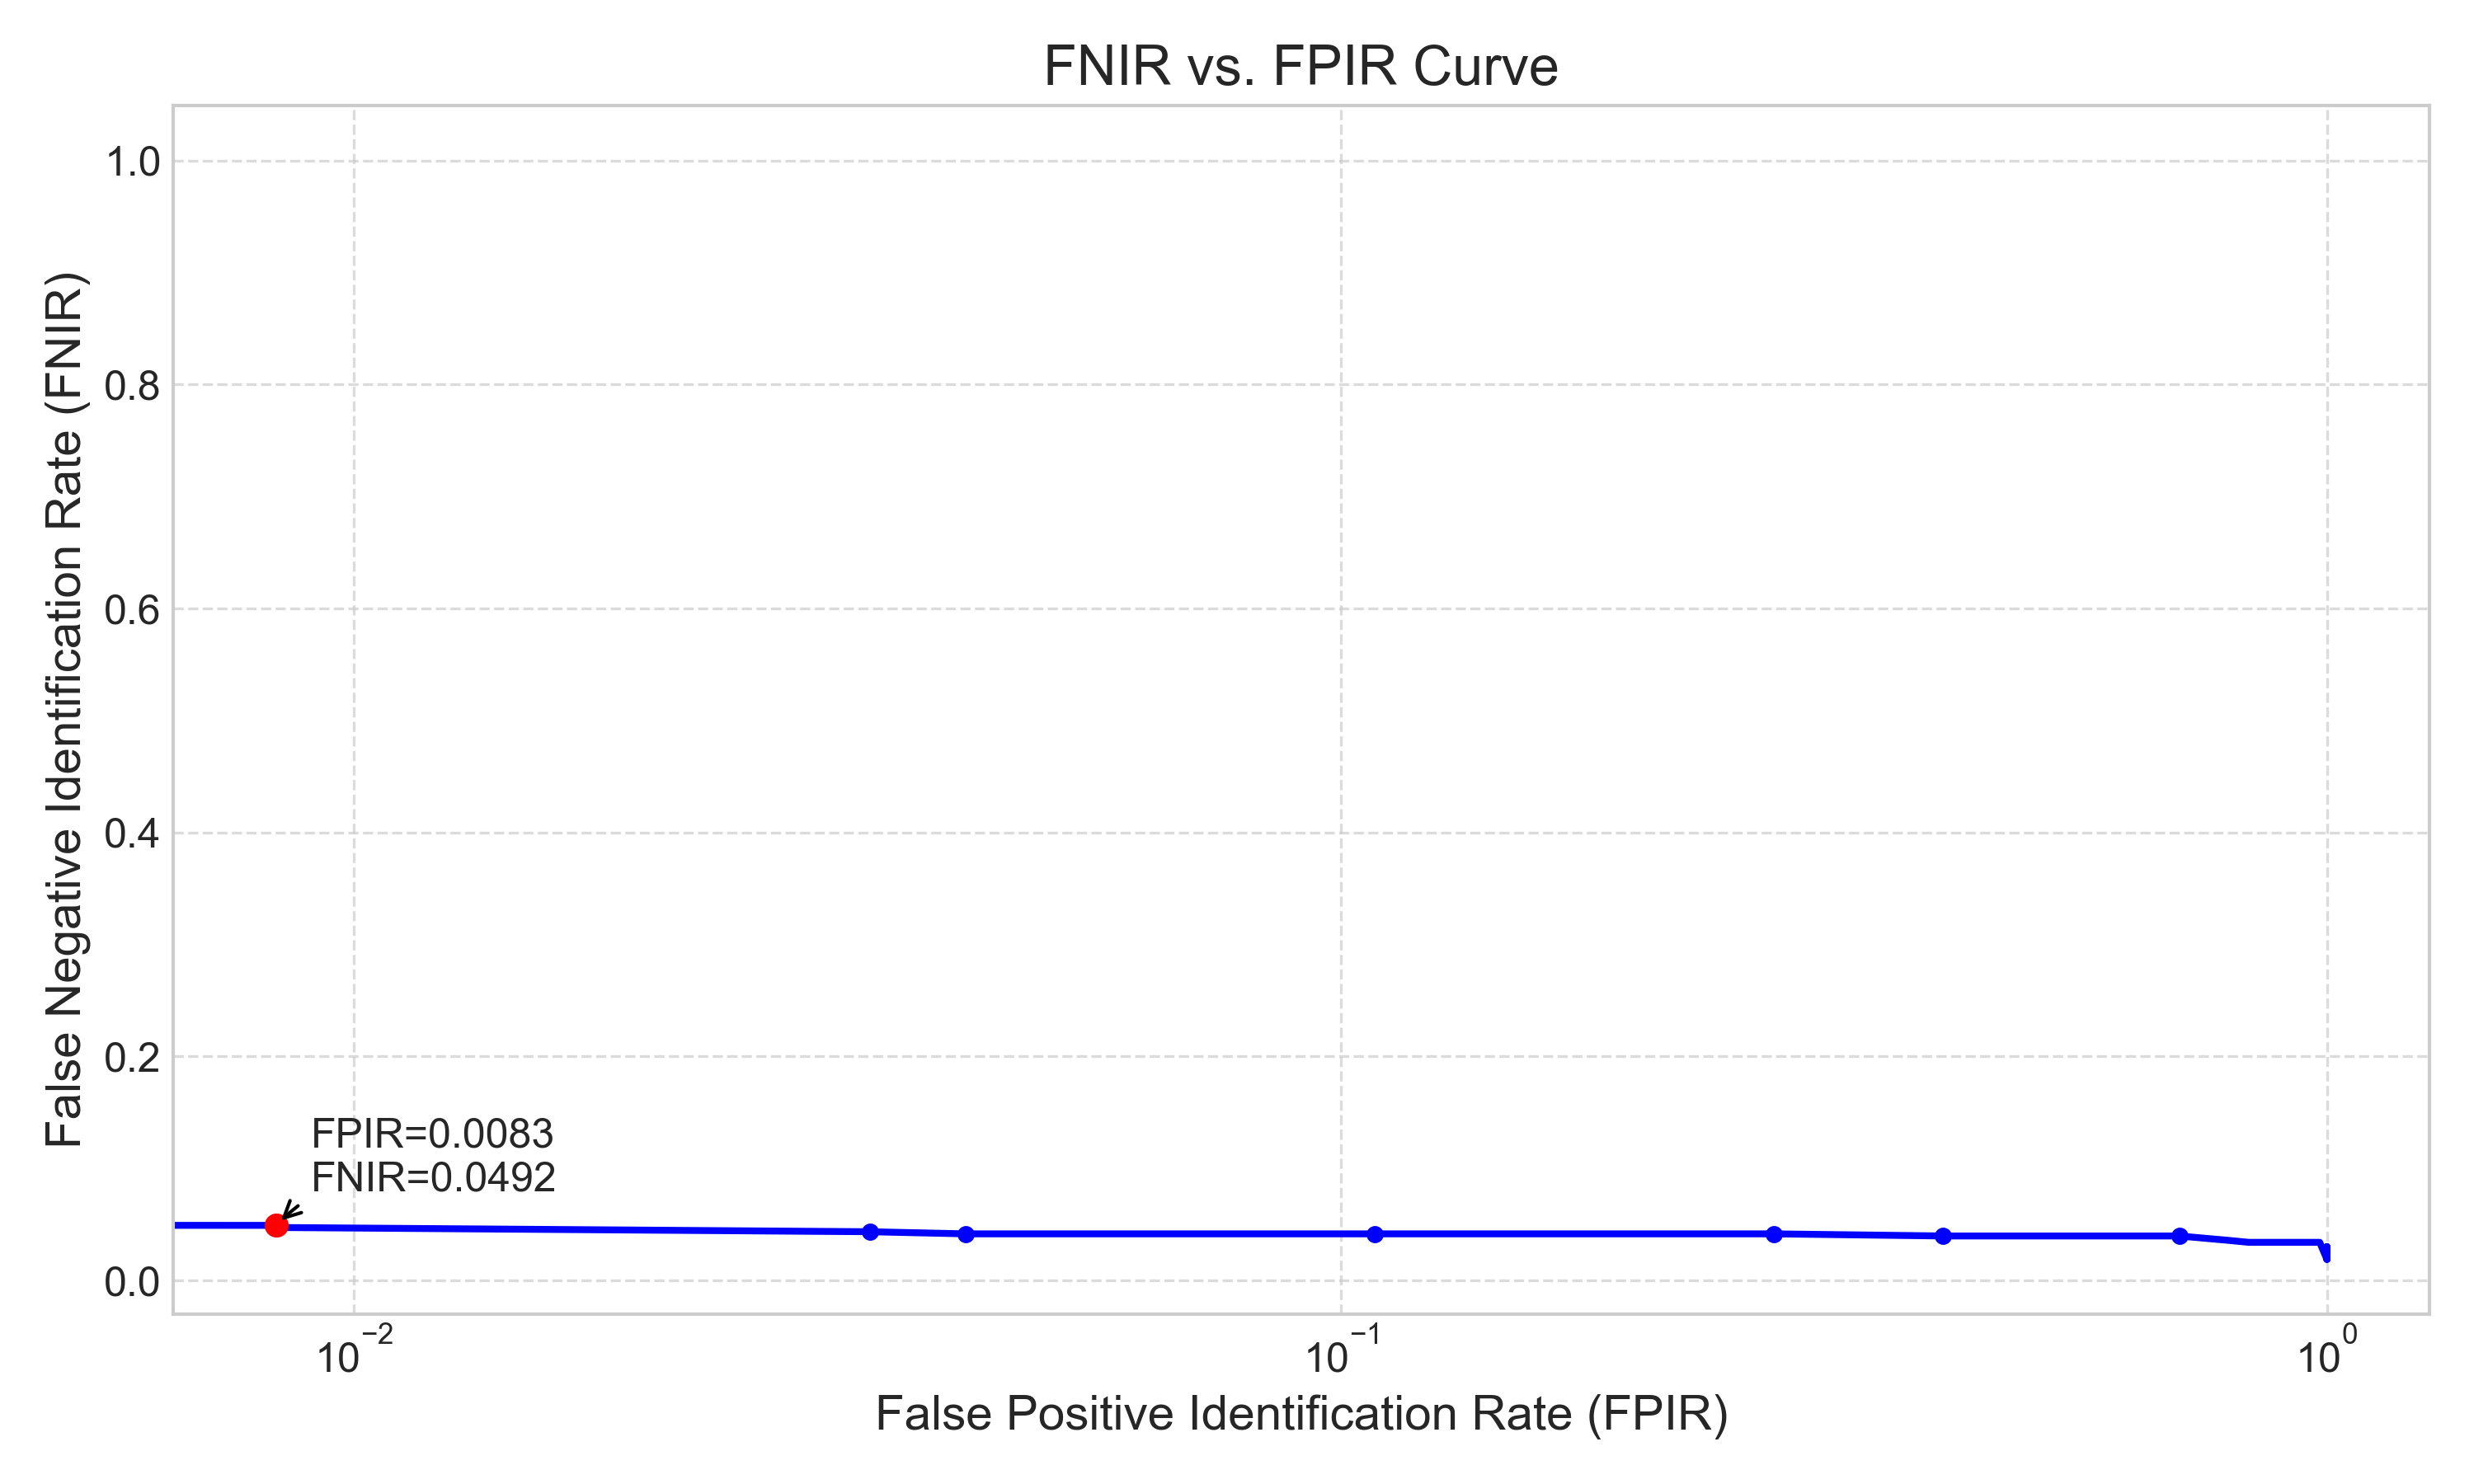 FNIR vs. FPIR Curve
False Negative Identification Rate (FNIR)
1.0
0.8
0.6
0.4
0.2
0.0
FPIR=0.0083
FNIR=0.0492
10⁻²
10⁻¹
10⁰
False Positive Identification Rate (FPIR)